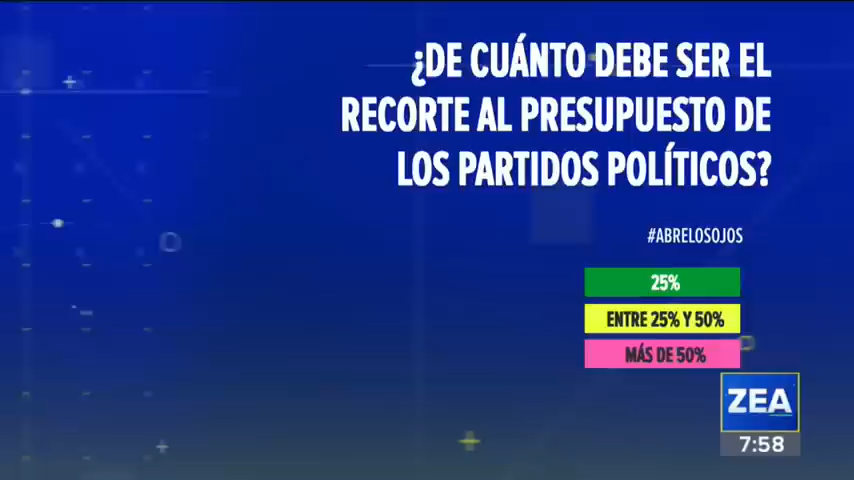 ¿DE CUÁNTO DEBE SER EL
RECORTE AL PRESUPUESTO DE
LOS PARTIDOS POLÍTICOS?
#ABRELOSOJOS
25%
ENTRE 25% Y 50%
MÁS DE 50%
ZEA
7:58